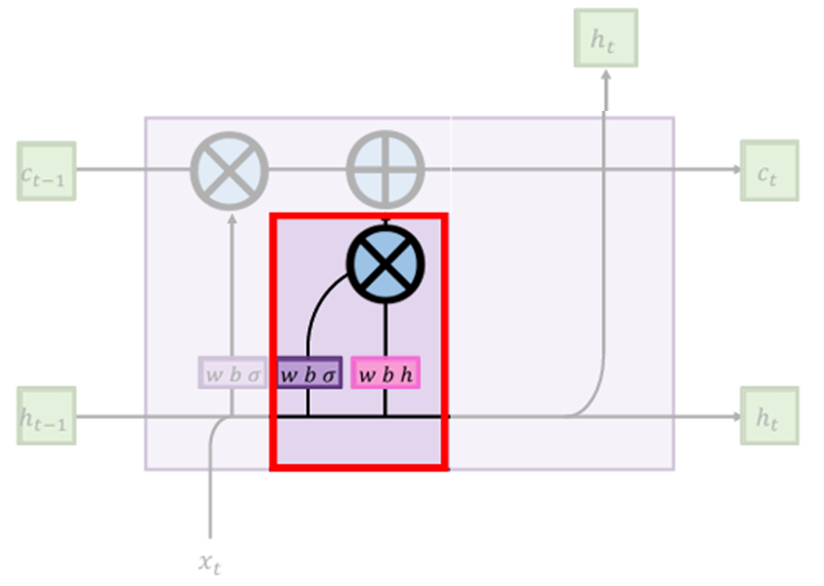 h_t
c_{t-1}
c_t
w b σ
w b σ
w b h
h_{t-1}
h_t
x_t